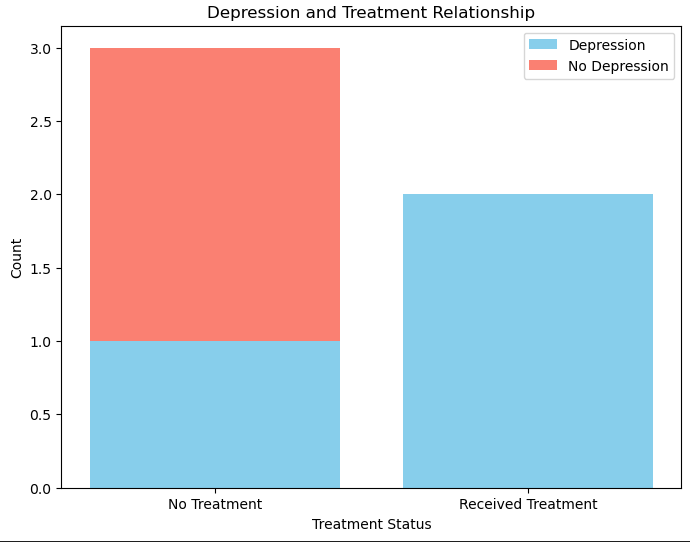 Depression and Treatment Relationship
Depression
No Depression
3.0
2.5
2.0
1.5
1.0
0.5
0.0
Count
No Treatment
Received Treatment
Treatment Status